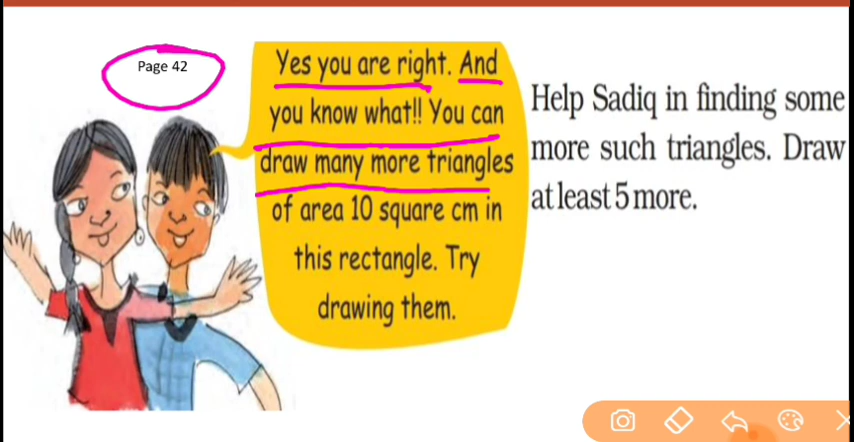 Page 42
Yes you are right. And
you know what!! You can
draw many more triangles
of area 10 square cm in
this rectangle. Try
drawing them.
Help Sadiq in finding some
more such triangles. Draw
at least 5 more.